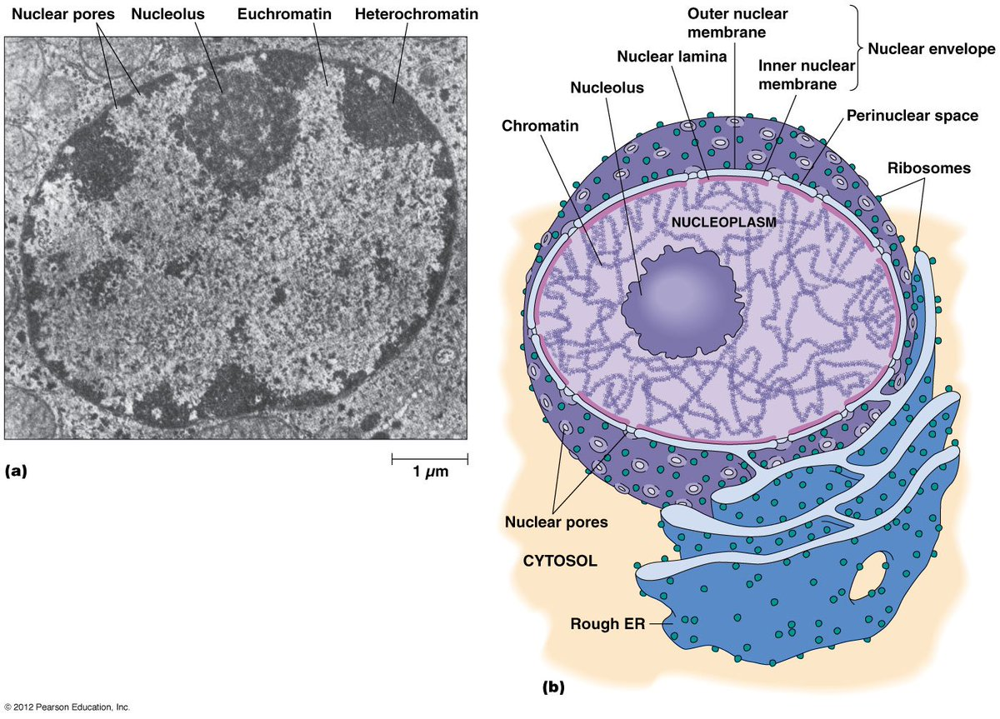 Nuclear pores
Nucleolus
Euchromatin
Heterochromatin
1 µm
(a)
Outer nuclear
membrane
Nuclear envelope
Nuclear lamina
Inner nuclear
membrane
Nucleolus
Perinuclear space
Chromatin
Ribosomes
NUCLEOPLASM
Nuclear pores
CYTOSOL
Rough ER
(b)
© 2012 Pearson Education, Inc.